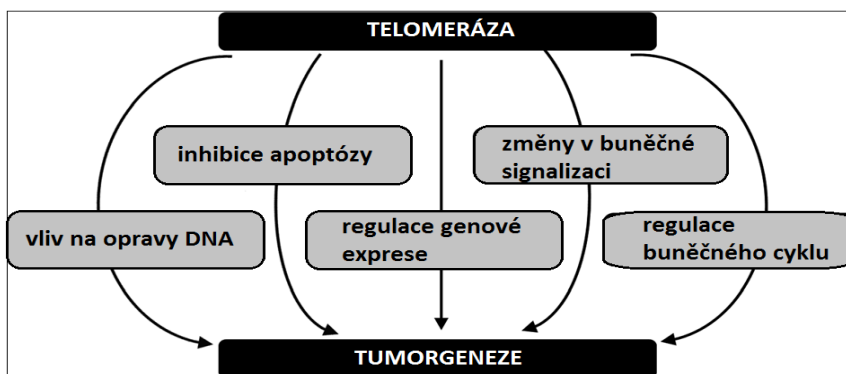 TELOMERÁZA
inhibice apoptózy
změny v buněčné
signalizaci
vliv na opravy DNA
regulace genové
exprese
regulace
buněčného cyklu
TUMORGENEZE